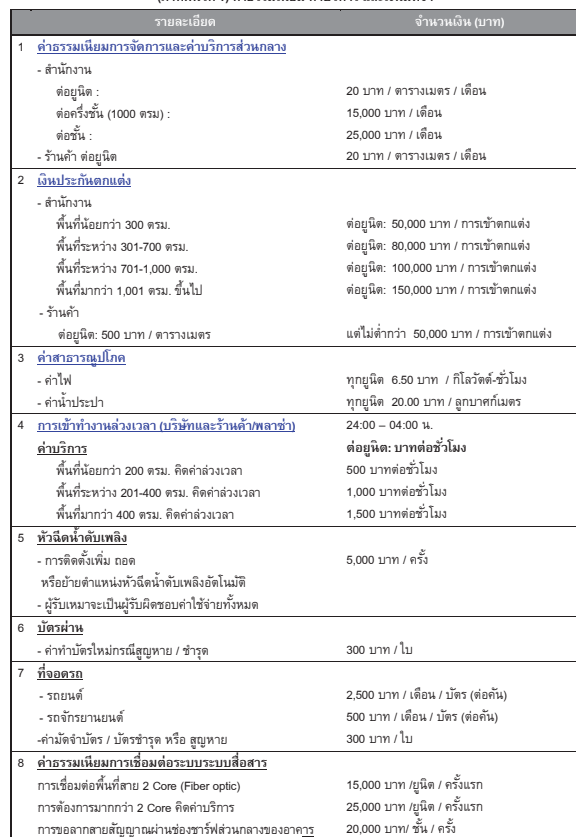 รายละเอียด จำนวนเงิน (บาท)
1 ค่าธรรมเนียมการจัดการและค่าบริการส่วนกลาง
- สำนักงาน
ต่อยูนิต : 20 บาท / ตารางเมตร / เดือน
ต่อครึ่งชั้น (1000 ตรม) : 15,000 บาท / เดือน
ต่อชั้น : 25,000 บาท / เดือน
- ร้านค้า ต่อยูนิต 20 บาท / ตารางเมตร / เดือน
2 เงินประกันตกแต่ง
- สำนักงาน
พื้นที่น้อยกว่า 300 ตรม. ต่อยูนิต: 50,000 บาท / การเข้าตกแต่ง
พื้นที่ระหว่าง 301-700 ตรม. ต่อยูนิต: 80,000 บาท / การเข้าตกแต่ง
พื้นที่ระหว่าง 701-1,000 ตรม. ต่อยูนิต: 100,000 บาท / การเข้าตกแต่ง
พื้นที่มากว่า 1,001 ตรม. ขึ้นไป ต่อยูนิต: 150,000 บาท / การเข้าตกแต่ง
- ร้านค้า
ต่อยูนิต: 500 บาท / ตารางเมตร แต่ไม่ต่ำกว่า 50,000 บาท / การเข้าตกแต่ง
3 ค่าสาธารณูปโภค
- ค่าไฟ ทุกยูนิต 6.50 บาท / กิโลวัตต์-ชั่วโมง
- ค่าน้ำประปา ทุกยูนิต 20.00 บาท / ลูกบาศก์เมตร
4 การเข้าทำงานล่วงเวลา (บริษัทและร้านค้า/พลาซ่า) 24:00 – 04:00 น.
ค่าบริการ ต่อยูนิต: บาทต่อชั่วโมง
พื้นที่น้อยกว่า 200 ตรม. คิดค่าล่วงเวลา 500 บาทต่อชั่วโมง
พื้นที่ระหว่าง 201-400 ตรม. คิดค่าล่วงเวลา 1,000 บาทต่อชั่วโมง
พื้นที่มากว่า 400 ตรม. คิดค่าล่วงเวลา 1,500 บาทต่อชั่วโมง
5 หัวฉีดน้ำดับเพลิง
- การติดตั้งเพิ่ม ถอด 5,000 บาท / ครั้ง
หรือย้ายตำแหน่งหัวฉีดน้ำดับเพลิงอัตโนมัติ
- ผู้รับเหมาจะเป็นผู้รับผิดชอบค่าใช้จ่ายทั้งหมด
6 บัตรผ่าน
- ค่าทำบัตรใหม่กรณีสูญหาย / ชำรุด 300 บาท / ใบ
7 ที่จอดรถ
- รถยนต์ 2,500 บาท / เดือน / บัตร (ต่อคัน)
- รถจักรยานยนต์ 500 บาท / เดือน / บัตร (ต่อคัน)
-ค่ามัดจำบัตร / บัตรชำรุด หรือ สูญหาย 300 บาท / ใบ
8 ค่าธรรมเนียมการเชื่อมต่อระบบระบบสื่อสาร
การเชื่อมต่อพื้นที่สาย 2 Core (Fiber optic) 15,000 บาท /ยูนิต / ครั้งแรก
การต้องการมากกว่า 2 Core คิดค่าบริการ 25,000 บาท /ยูนิต / ครั้งแรก
การขอลากสายสัญญาณผ่านช่องชาร์ฟส่วนกลางของอาคาร 20,000 บาท/ ชั้น / ครั้ง